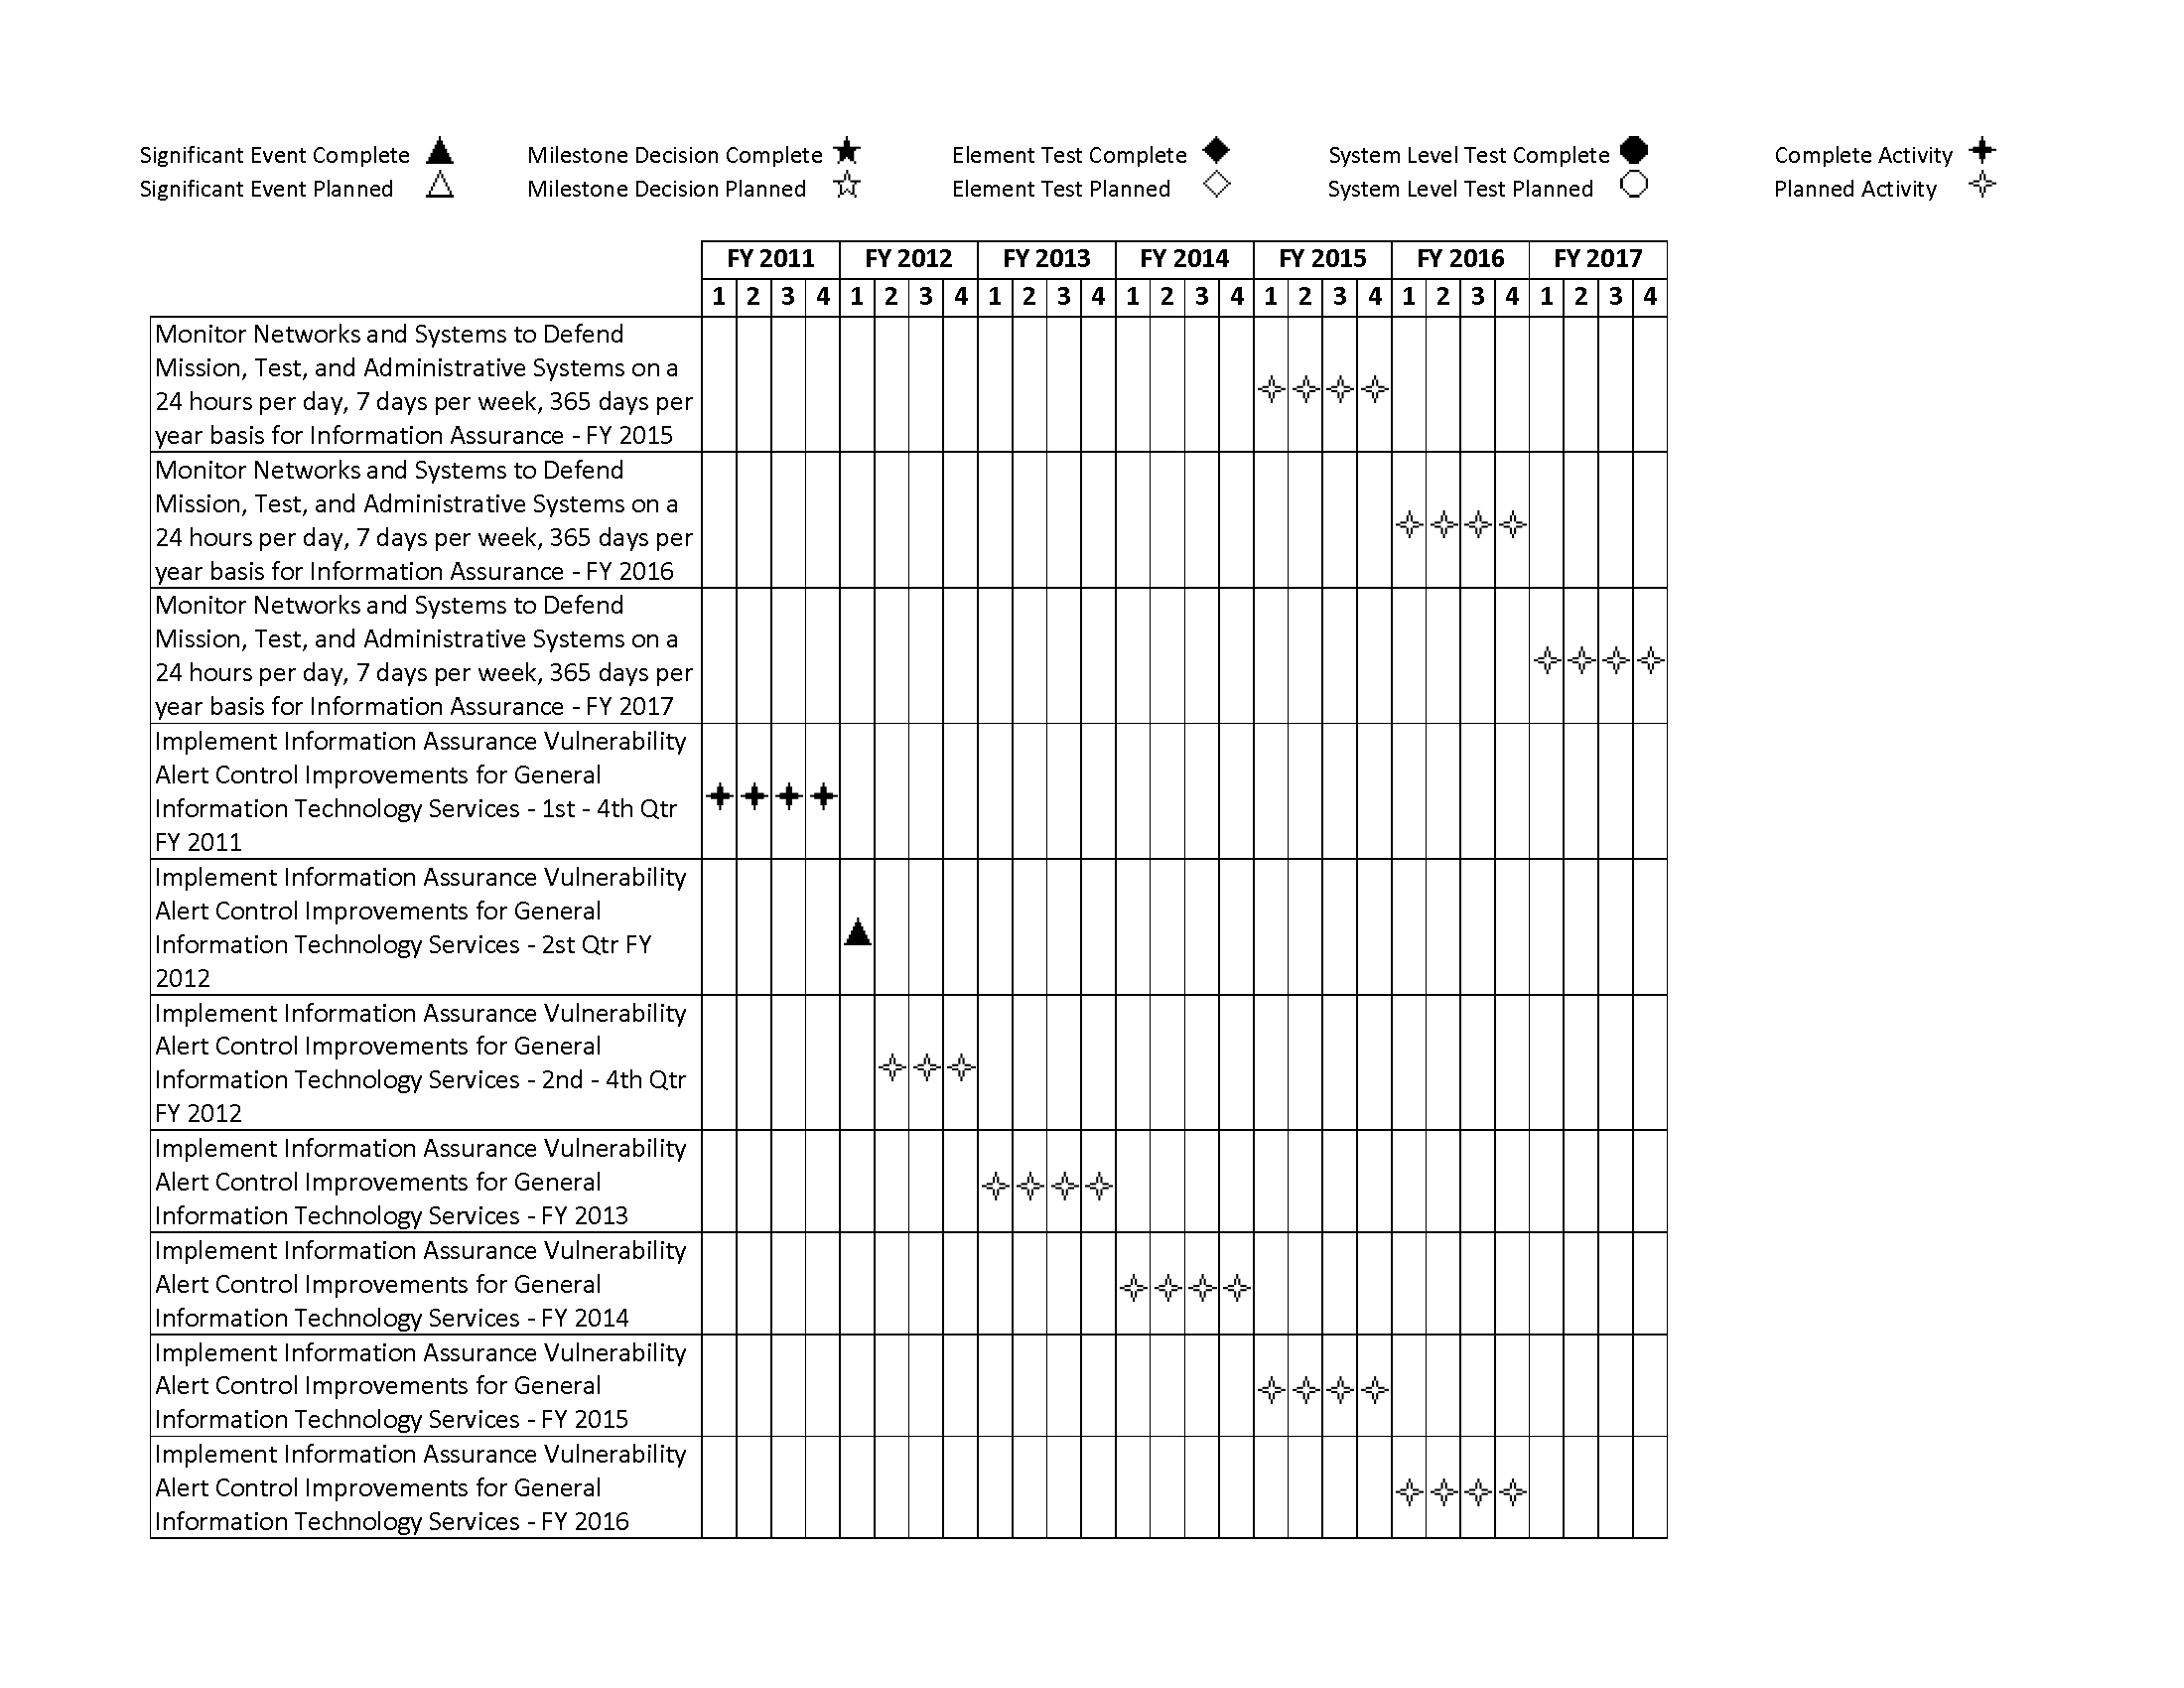 Significant Event Complete Milestone Decision Complete Element Test Complete System Level Test Complete Complete Activity
Significant Event Planned Milestone Decision Planned Element Test Planned System Level Test Planned Planned Activity
FY 2011 FY 2012 FY 2013 FY 2014 FY 2015 FY 2016 FY 2017
1 2 3 4 1 2 3 4 1 2 3 4 1 2 3 4 1 2 3 4 1 2 3 4 1 2 3 4
Monitor Networks and Systems to Defend
Mission, Test, and Administrative Systems on a
24 hours per day, 7 days per week, 365 days per
year basis for Information Assurance - FY 2015
Monitor Networks and Systems to Defend
Mission, Test, and Administrative Systems on a
24 hours per day, 7 days per week, 365 days per
year basis for Information Assurance - FY 2016
Monitor Networks and Systems to Defend
Mission, Test, and Administrative Systems on a
24 hours per day, 7 days per week, 365 days per
year basis for Information Assurance - FY 2017
Implement Information Assurance Vulnerability
Alert Control Improvements for General
Information Technology Services - 1st - 4th Qtr
FY 2011
Implement Information Assurance Vulnerability
Alert Control Improvements for General
Information Technology Services - 2st Qtr FY
2012
Implement Information Assurance Vulnerability
Alert Control Improvements for General
Information Technology Services - 2nd - 4th Qtr
FY 2012
Implement Information Assurance Vulnerability
Alert Control Improvements for General
Information Technology Services - FY 2013
Implement Information Assurance Vulnerability
Alert Control Improvements for General
Information Technology Services - FY 2014
Implement Information Assurance Vulnerability
Alert Control Improvements for General
Information Technology Services - FY 2015
Implement Information Assurance Vulnerability
Alert Control Improvements for General
Information Technology Services - FY 2016